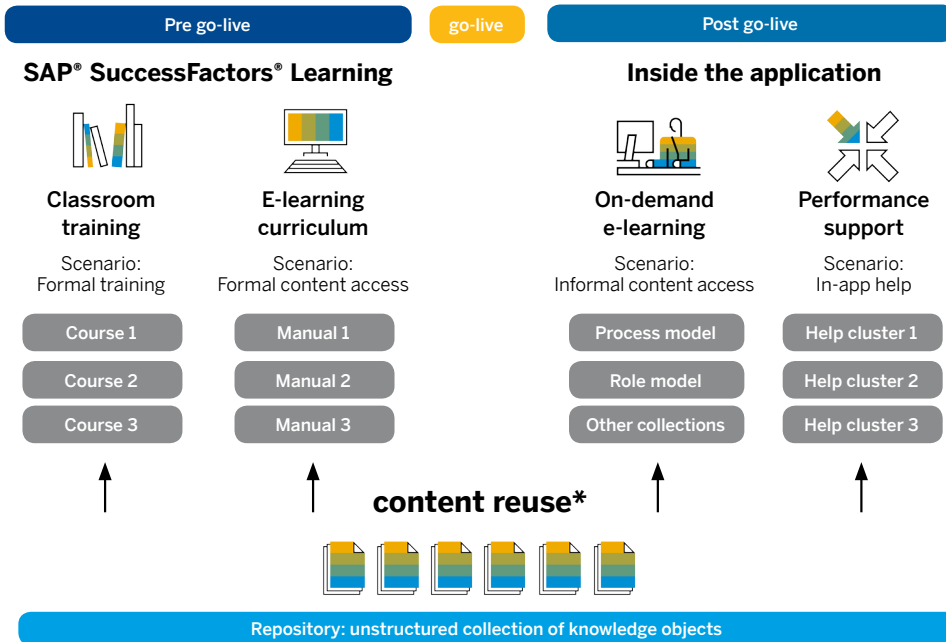 Pre go-live
go-live
Post go-live
SAP® SuccessFactors® Learning
Inside the application
Classroom
training
E-learning
curriculum
On-demand
e-learning
Performance
support
Scenario:
Formal training
Scenario:
Formal content access
Scenario:
Informal content access
Scenario:
In-app help
Course 1
Manual 1
Process model
Help cluster 1
Course 2
Manual 2
Role model
Help cluster 2
Course 3
Manual 3
Other collections
Help cluster 3
content reuse*
Repository: unstructured collection of knowledge objects